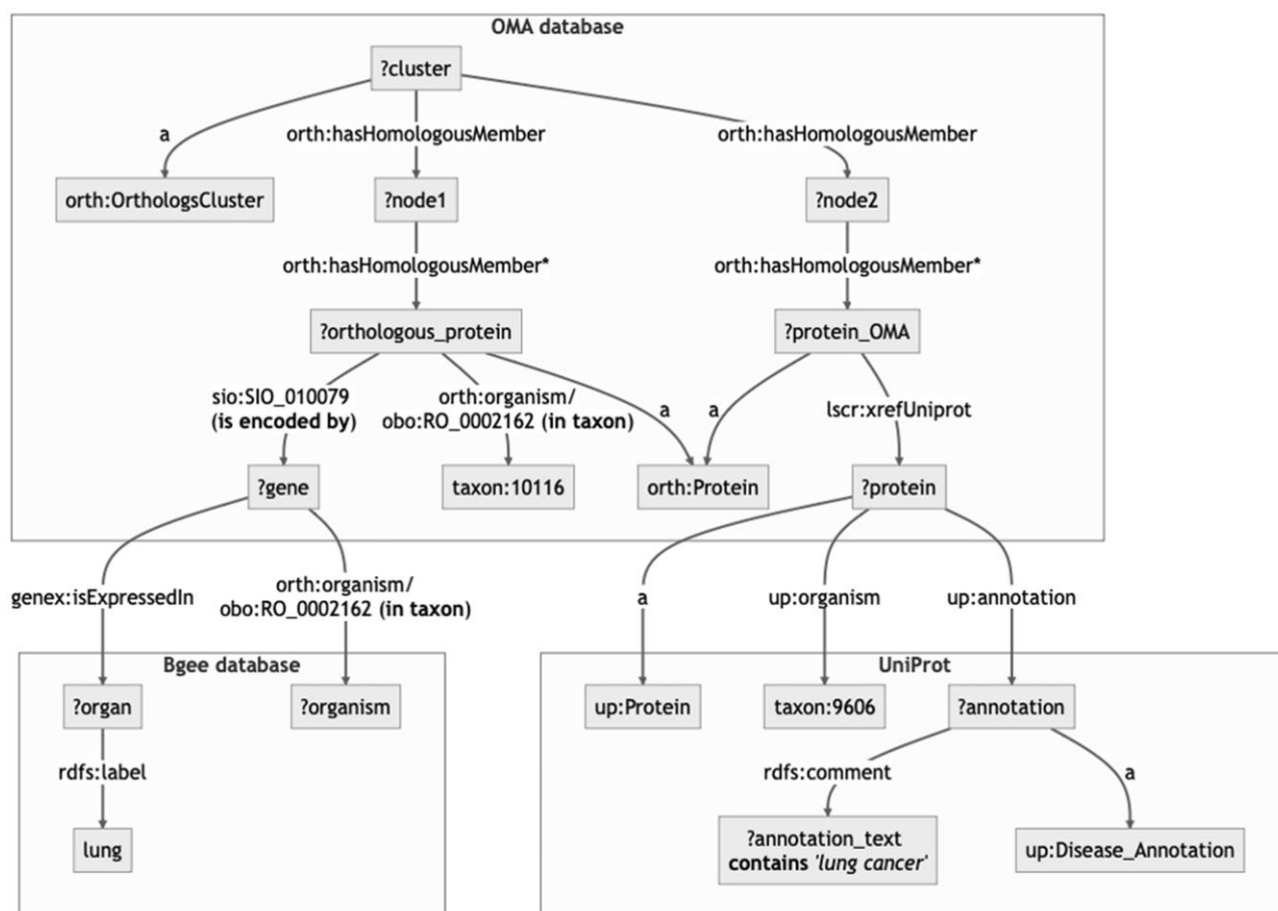 OMA database
?cluster
a
orth:hasHomologousMember
orth:hasHomologousMember
orth:OrthologsCluster
?node1
?node2
orth:hasHomologousMember*
orth:hasHomologousMember*
?orthologous_protein
?protein_OMA
sio:SIO_010079
(is encoded by)
orth:organism/
obo:RO_0002162 (in taxon)
a
a
lscr:xrefUniprot
?gene
taxon:10116
orth:Protein
?protein
genex:isExpressedIn
orth:organism/
obo:RO_0002162 (in taxon)
a
up:organism
up:annotation
Bgee database
UniProt
?organ
?organism
up:Protein
taxon:9606
?annotation
rdfs:label
rdfs:comment
a
lung
?annotation_text
contains 'lung cancer'
up:Disease_Annotation